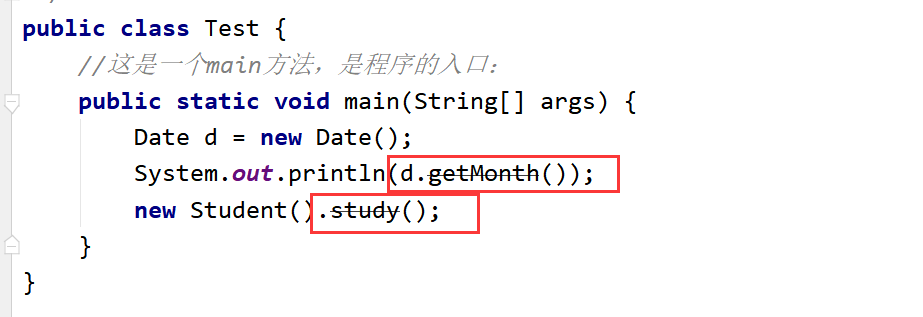 public class Test {
//这是一个main方法，是程序的入口：
public static void main(String[] args) {
Date d = new Date();
System.out.println(d.getMonth());
new Student().study();
}
}